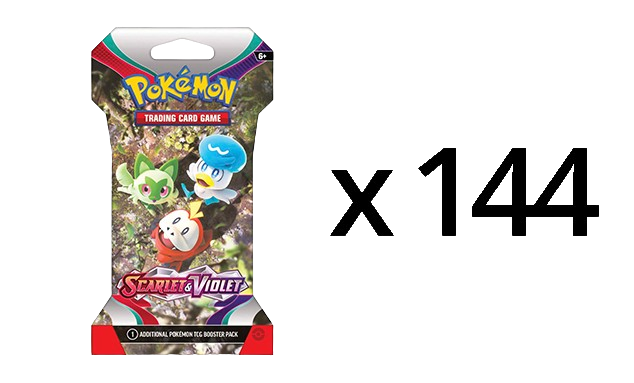 6+
POKéMON
TRADING CARD GAME
SCARLET & VIOLET
1 ADDITIONAL POKÉMON TCG BOOSTER PACK
x 144